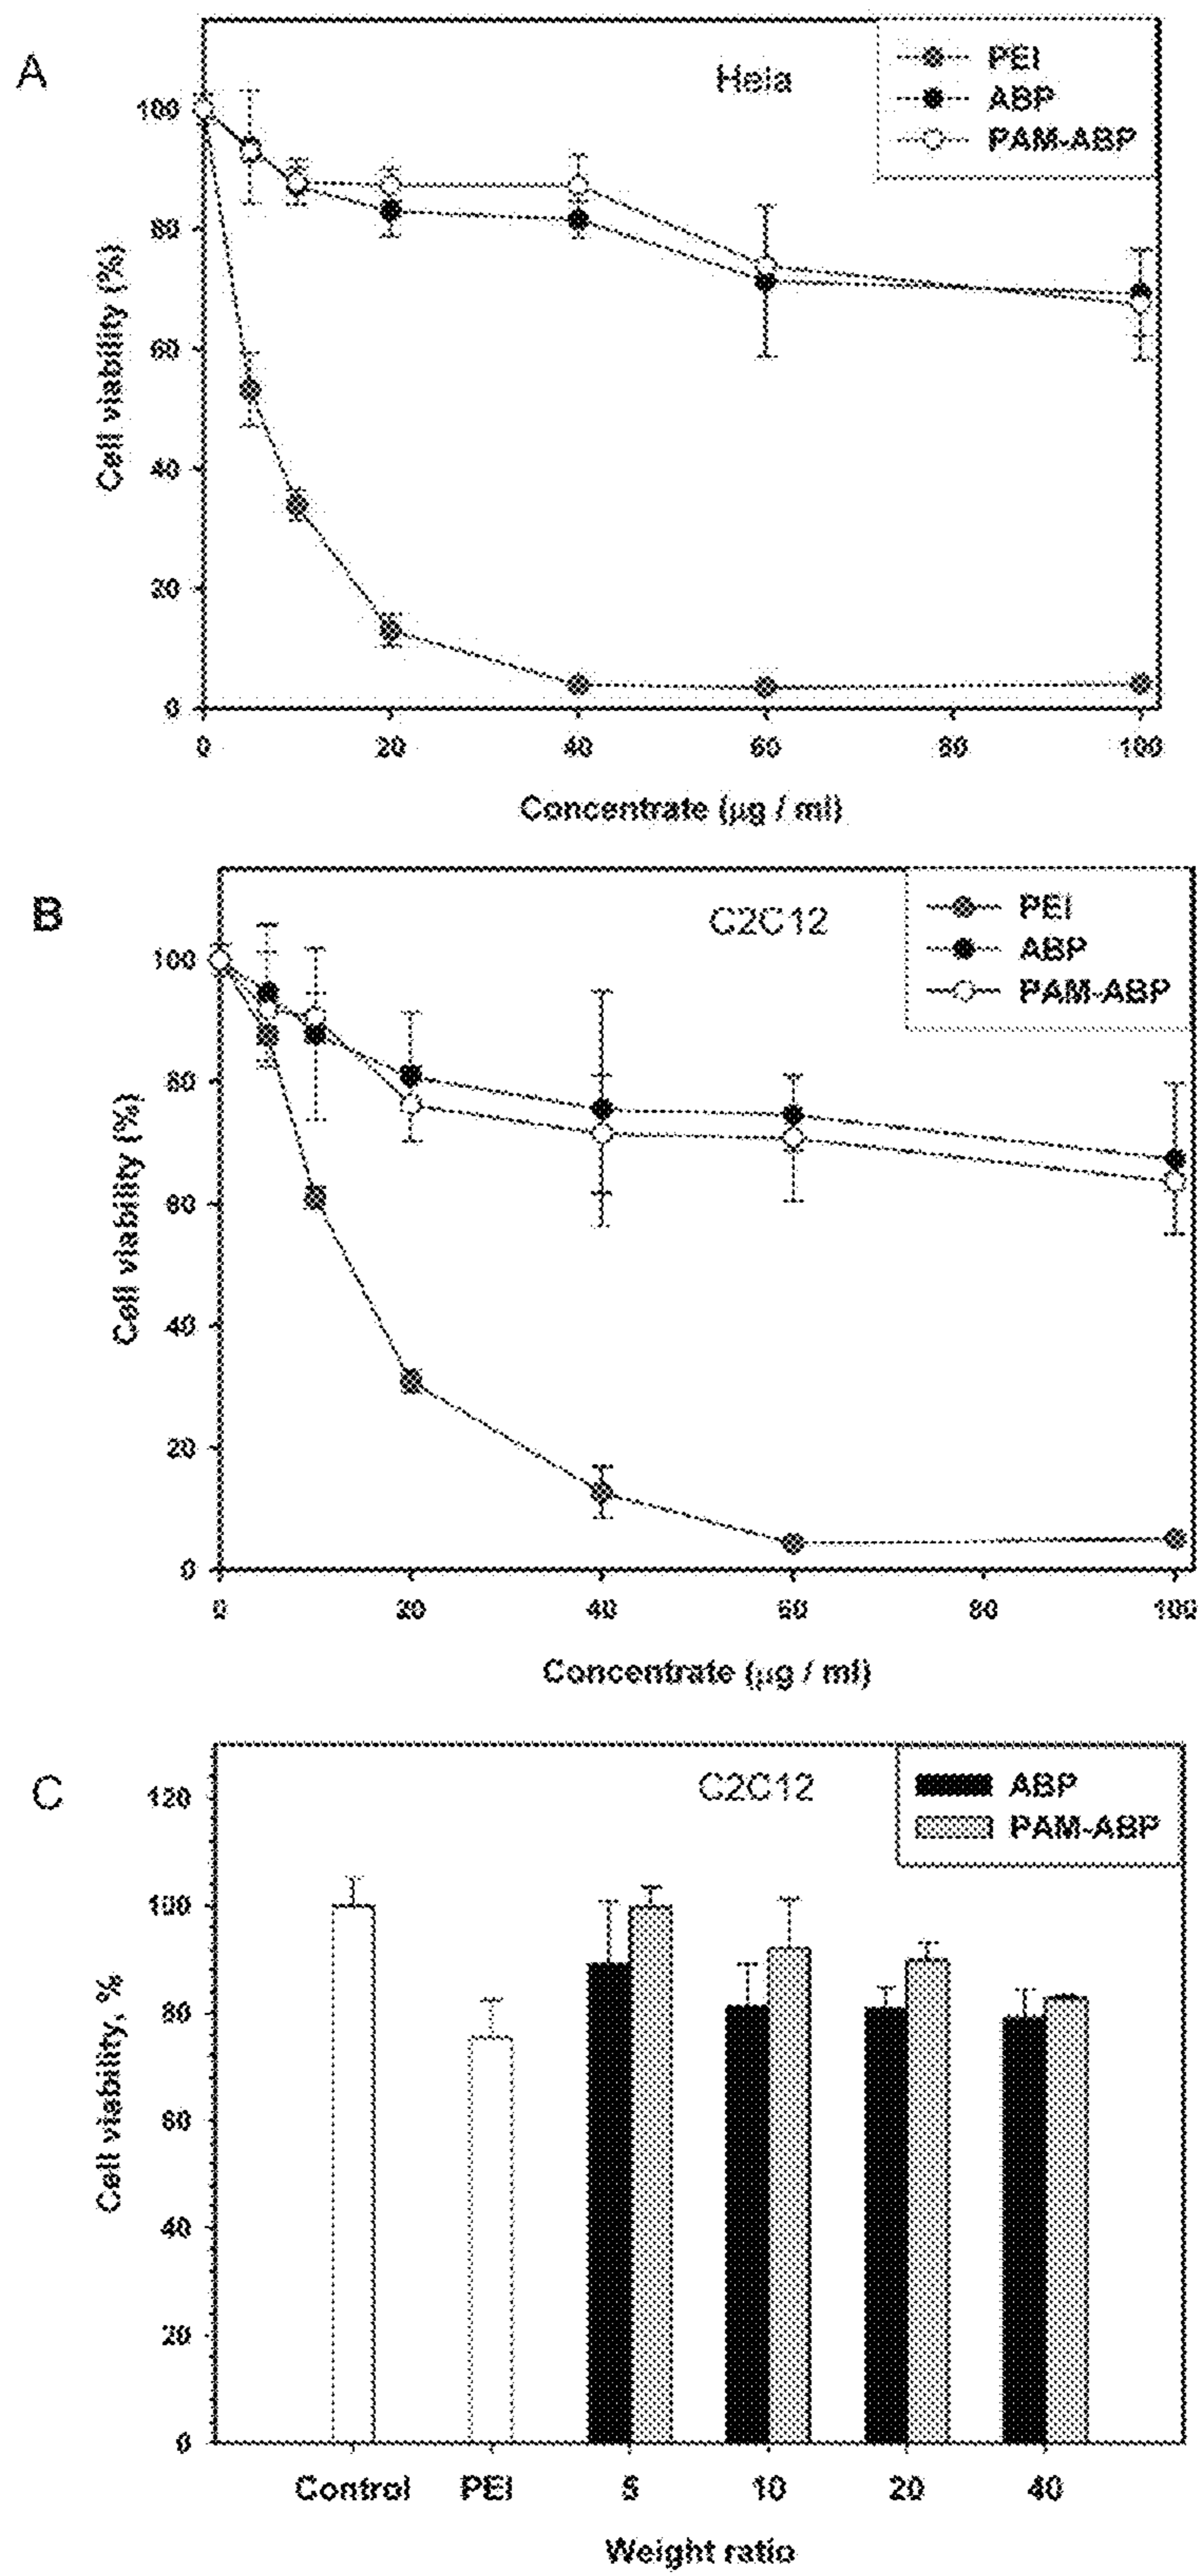 A
Hela
PEI
ABP
PAM-ABP
100
80
60
40
20
0
Cell viability (%)
0 20 40 60 80 100
Concentrate (μg / ml)
B
C2C12
PEI
ABP
PAM-ABP
100
80
60
40
20
0
Cell viability (%)
0 20 40 60 80 100
Concentrate (μg / ml)
C
C2C12
ABP
PAM-ABP
120
100
80
60
40
20
0
Cell viability, %
Control PEI 10 20 40
Weight ratio